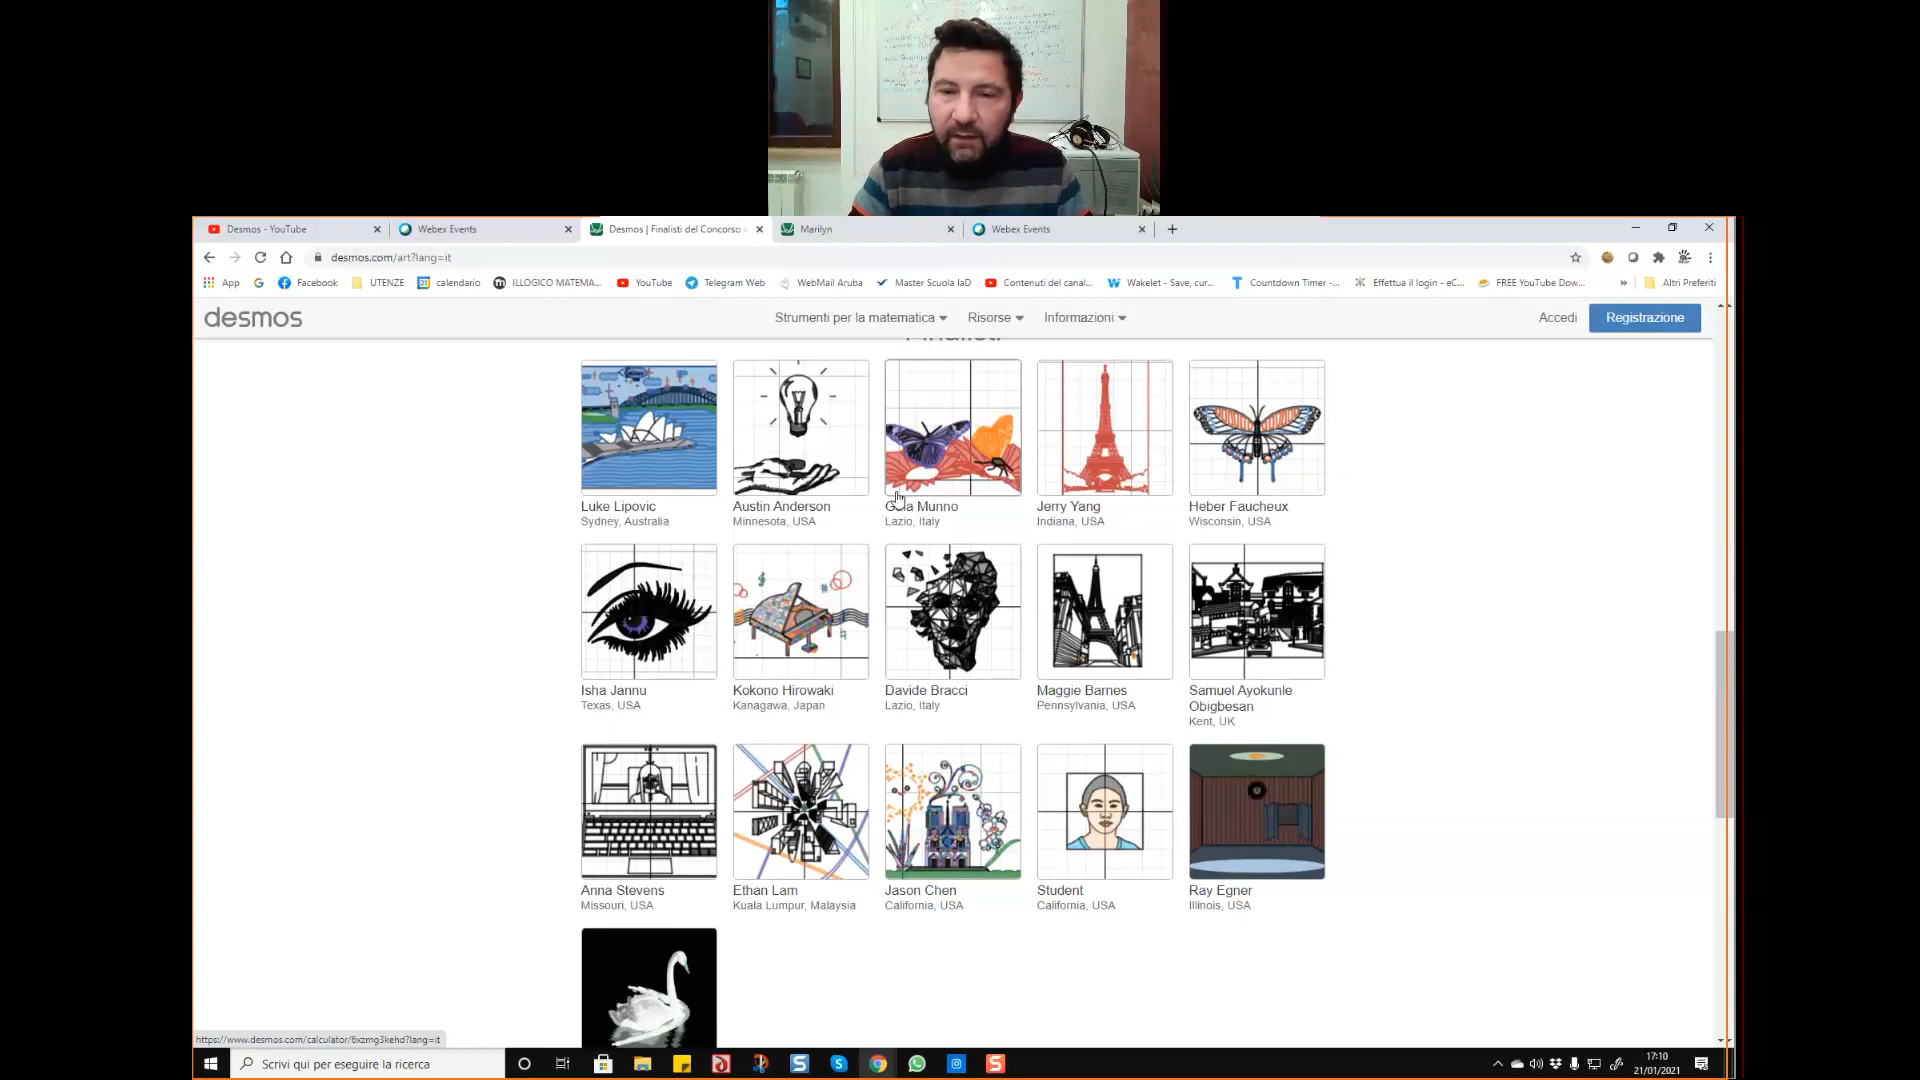 Desmos - YouTube
Webex Events
Desmos | Finalisti del Concorso
Marilyn
Webex Events
desmos.com/art?lang=it
App
Facebook
UTENZE
calendario
ILLOGICO MATEMA...
YouTube
Telegram Web
WebMail Aruba
Master Scuola IaD
Contenuti del canal...
Wakelet - Save, cur...
Countdown Timer -...
Effettua il login - eC...
FREE YouTube Dow...
»
Altri Preferiti
desmos
Strumenti per la matematica
Risorse
Informazioni
Accedi
Registrazione
Finalisti
Luke Lipovic
Sydney, Australia
Austin Anderson
Minnesota, USA
Munno
Lazio, Italy
Jerry Yang
Indiana, USA
Heber Faucheux
Wisconsin, USA
Isha Jannu
Texas, USA
Kokono Hirowaki
Kanagawa, Japan
Davide Bracci
Lazio, Italy
Maggie Barnes
Pennsylvania, USA
Samuel Ayokunle
Obigbesan
Kent, UK
Anna Stevens
Missouri, USA
Ethan Lam
Kuala Lumpur, Malaysia
Jason Chen
California, USA
Student
California, USA
Ray Egner
Illinois, USA
https://www.desmos.com/calculator/6xzmg3kehd?lang=it
Scrivi qui per eseguire la ricerca
17:10
21/01/2021